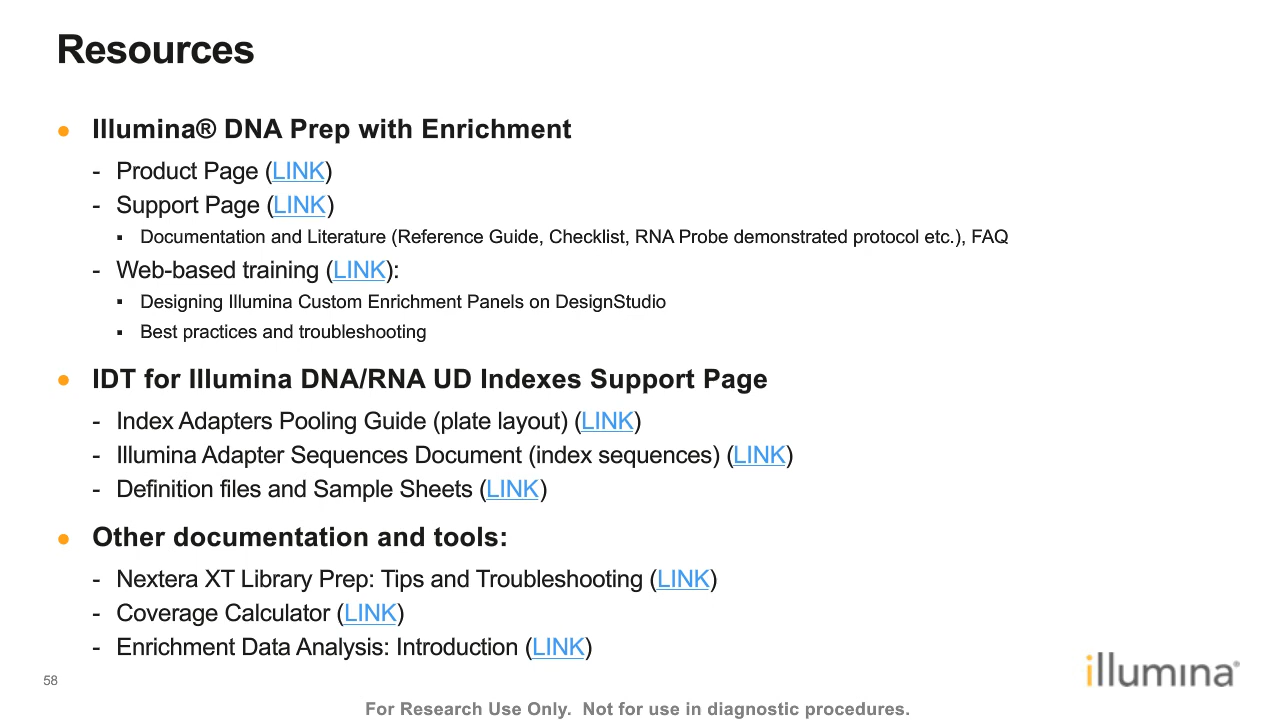 Resources
● Illumina® DNA Prep with Enrichment
- Product Page (LINK)
- Support Page (LINK)
▪ Documentation and Literature (Reference Guide, Checklist, RNA Probe demonstrated protocol etc.), FAQ
- Web-based training (LINK):
▪ Designing Illumina Custom Enrichment Panels on DesignStudio
▪ Best practices and troubleshooting
● IDT for Illumina DNA/RNA UD Indexes Support Page
- Index Adapters Pooling Guide (plate layout) (LINK)
- Illumina Adapter Sequences Document (index sequences) (LINK)
- Definition files and Sample Sheets (LINK)
● Other documentation and tools:
- Nextera XT Library Prep: Tips and Troubleshooting (LINK)
- Coverage Calculator (LINK)
- Enrichment Data Analysis: Introduction (LINK)
58
illumina®
For Research Use Only. Not for use in diagnostic procedures.